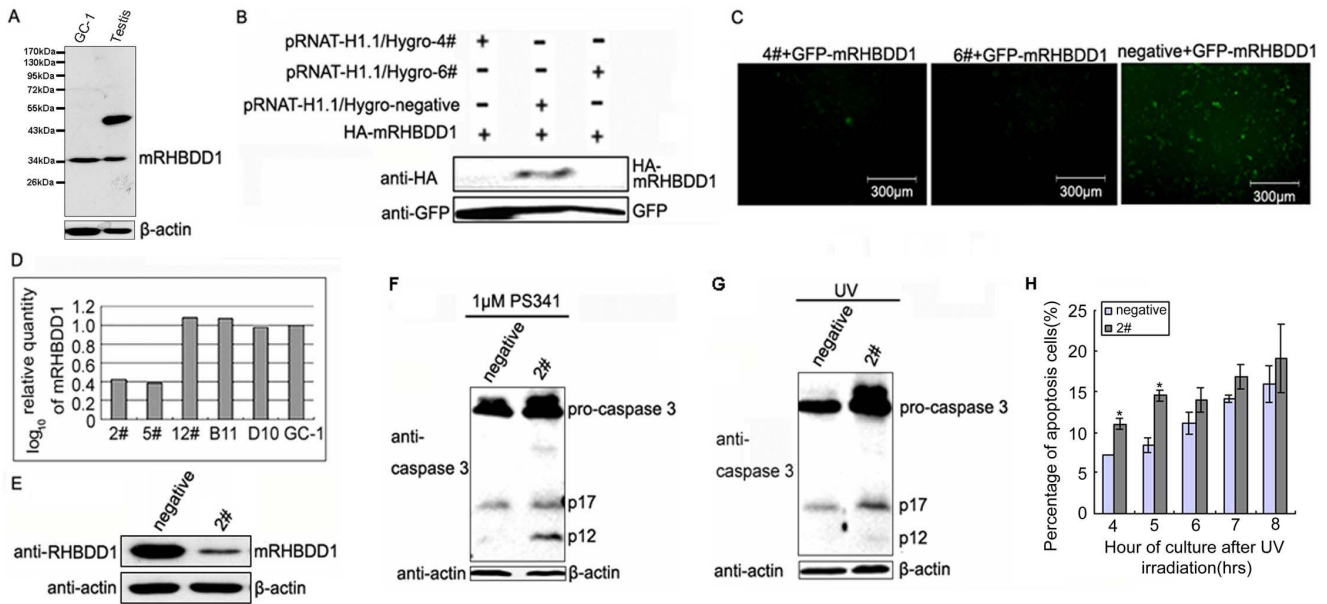 A
GC-1
Testis
170kDa
130kDa
95kDa
72kDa
55kDa
43kDa
34kDa
26kDa
mRHBDD1
β-actin
B
pRNAT-H1.1/Hygro-4# + - -
pRNAT-H1.1/Hygro-6# - - +
pRNAT-H1.1/Hygro-negative - + -
HA-mRHBDD1 + + +
anti-HA
HA-
mRHBDD1
anti-GFP
GFP
C
4#+GFP-mRHBDD1
6#+GFP-mRHBDD1
negative+GFP-mRHBDD1
300µm
300µm
300µm
D
log10 relative quantity
of mRHBDD1
1.2
1.0
0.8
0.6
0.4
0.2
0
2# 5# 12# B11 D10 GC-1
E
negative
2#
anti-RHBDD1
mRHBDD1
anti-actin
β-actin
F
1µM PS341
negative
2#
pro-caspase 3
anti-
caspase 3
p17
p12
anti-actin
β-actin
G
UV
negative
2#
pro-caspase 3
anti-
caspase 3
p17
p12
anti-actin
β-actin
H
Percentage of apoptosis cells(%)
25
20
15
10
5
0
negative
2#
*
*
4 5 6 7 8
Hour of culture after UV
irradiation(hrs)